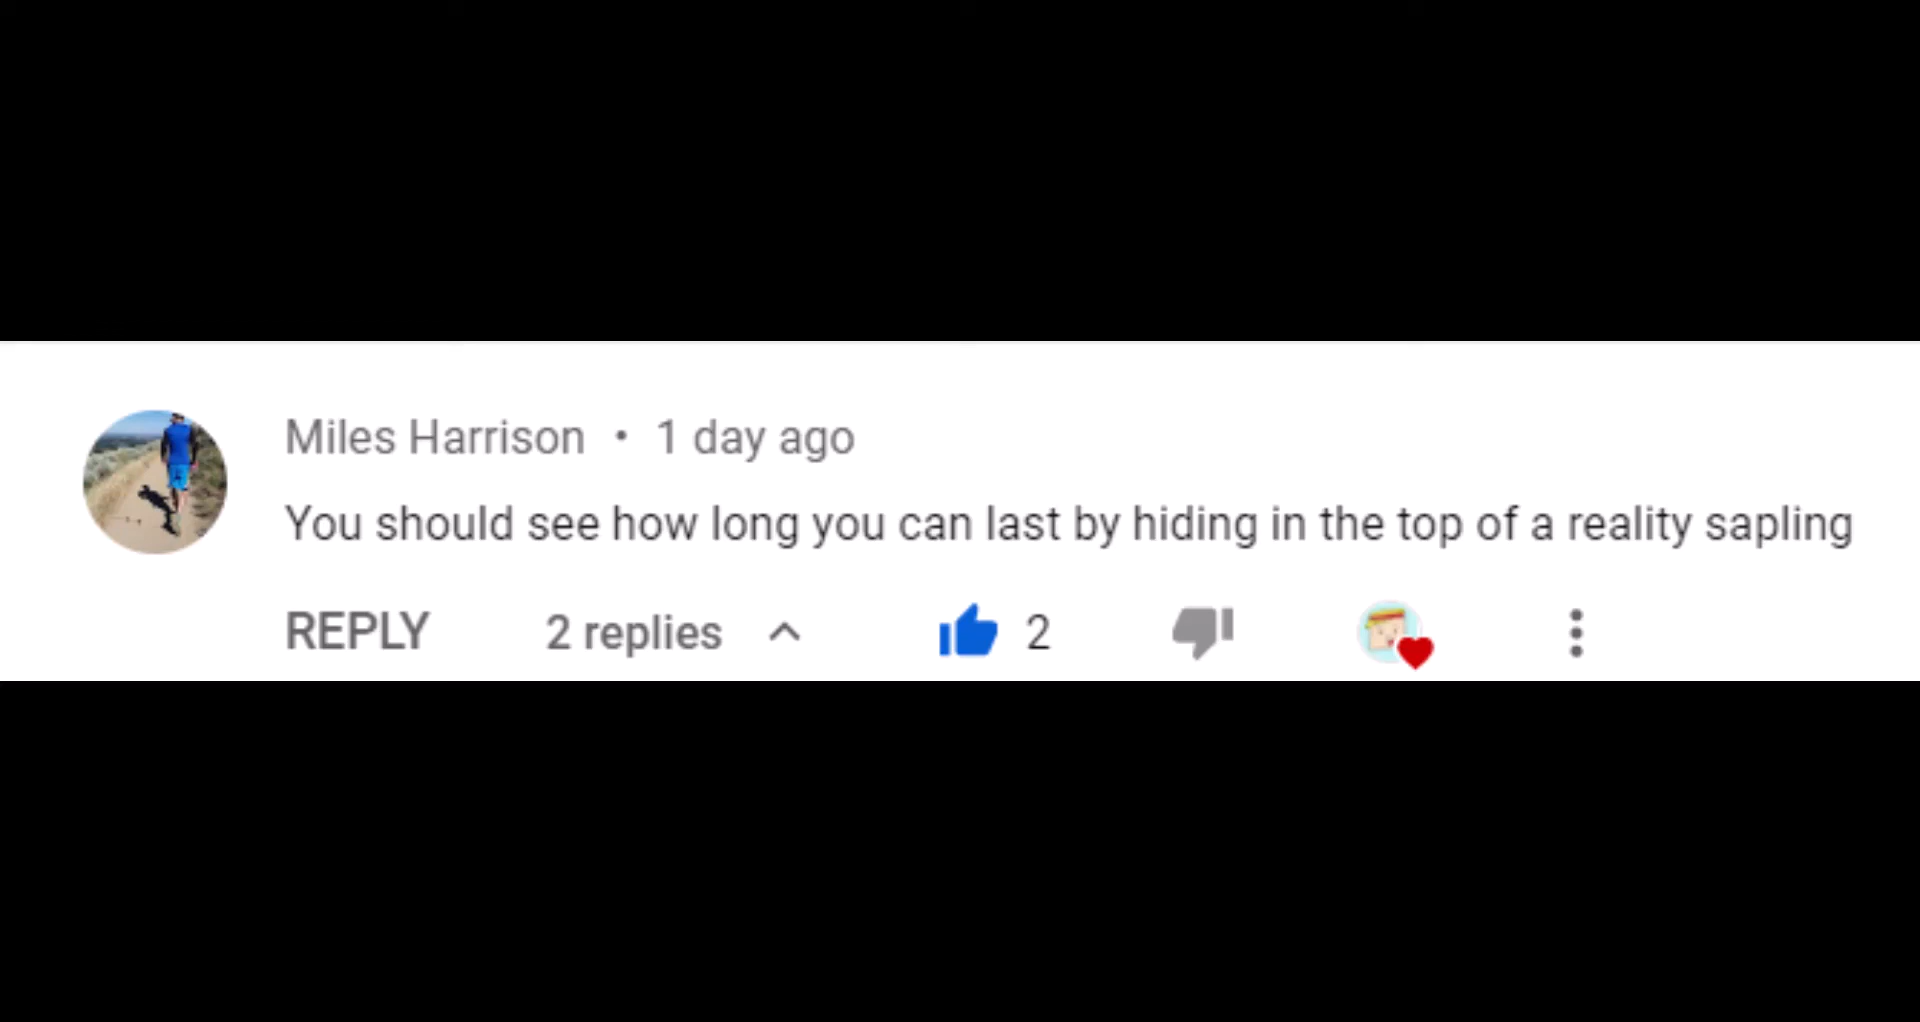 Miles Harrison • 1 day ago
You should see how long you can last by hiding in the top of a reality sapling
REPLY 2 replies 2